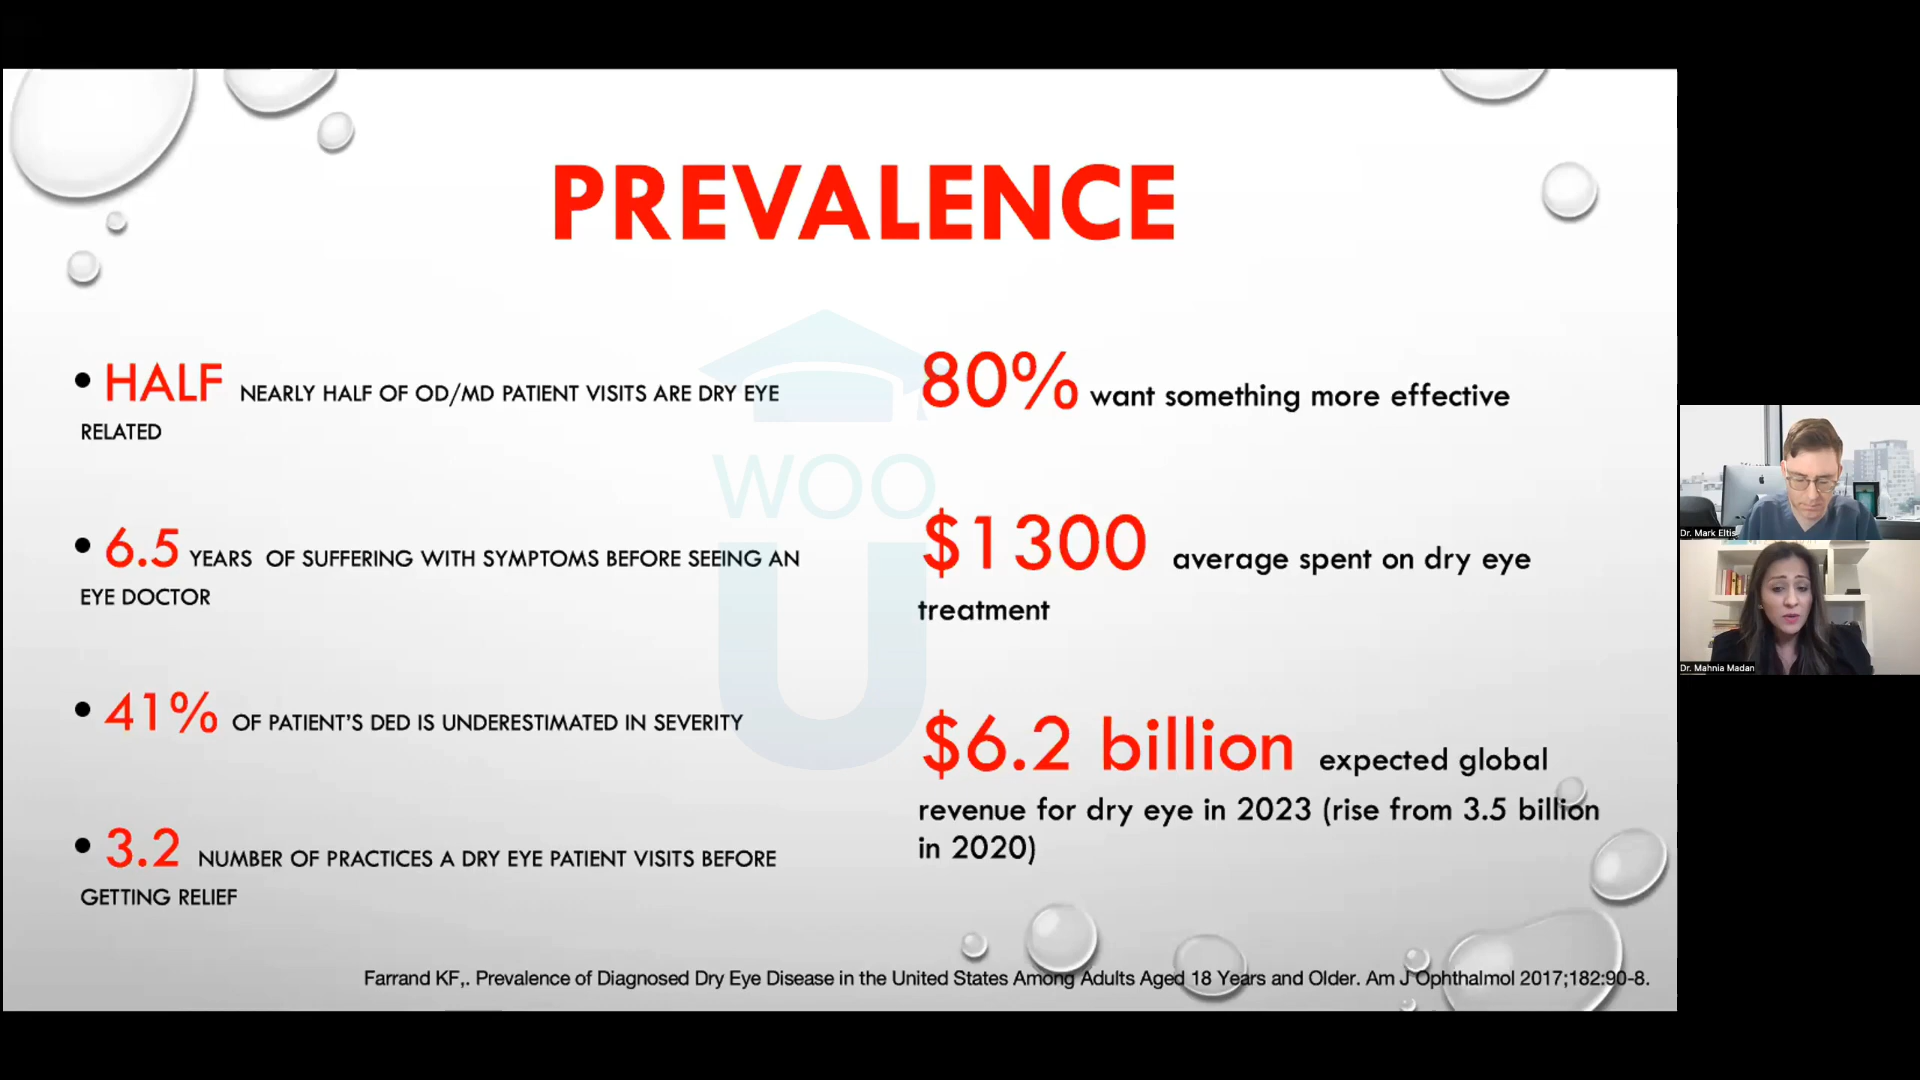 PREVALENCE
• HALF NEARLY HALF OF OD/MD PATIENT VISITS ARE DRY EYE
RELATED
• 6.5 YEARS OF SUFFERING WITH SYMPTOMS BEFORE SEEING AN
EYE DOCTOR
• 41% OF PATIENT'S DED IS UNDERESTIMATED IN SEVERITY
• 3.2 NUMBER OF PRACTICES A DRY EYE PATIENT VISITS BEFORE
GETTING RELIEF
80% want something more effective
$1300 average spent on dry eye
treatment
$6.2 billion expected global
revenue for dry eye in 2023 (rise from 3.5 billion
in 2020)
WOO
U
Farrand KF,. Prevalence of Diagnosed Dry Eye Disease in the United States Among Adults Aged 18 Years and Older. Am J Ophthalmol 2017;182:90-8.
Dr. Mark Eltis
Dr. Mahnia Madan